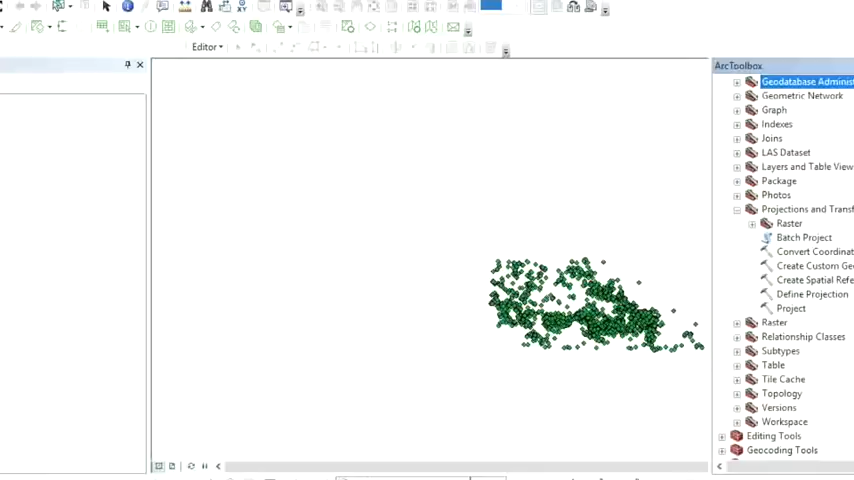 Editor
ArcToolbox
Geodatabase Adminis
Geometric Network
Graph
Indexes
Joins
LAS Dataset
Layers and Table View
Package
Photos
Projections and Transf
Raster
Batch Project
Convert Coordinat
Create Custom Geo
Create Spatial Refe
Define Projection
Project
Raster
Relationship Classes
Subtypes
Table
Tile Cache
Topology
Versions
Workspace
Editing Tools
Geocoding Tools